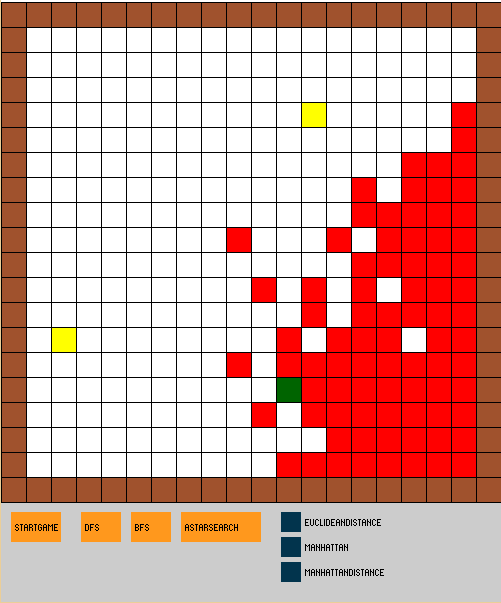 STARTGAME DFS BFS ASTARSEARCH
EUCLIDEANDISTANCE
MANHATTAN
MANHATTANDISTANCE